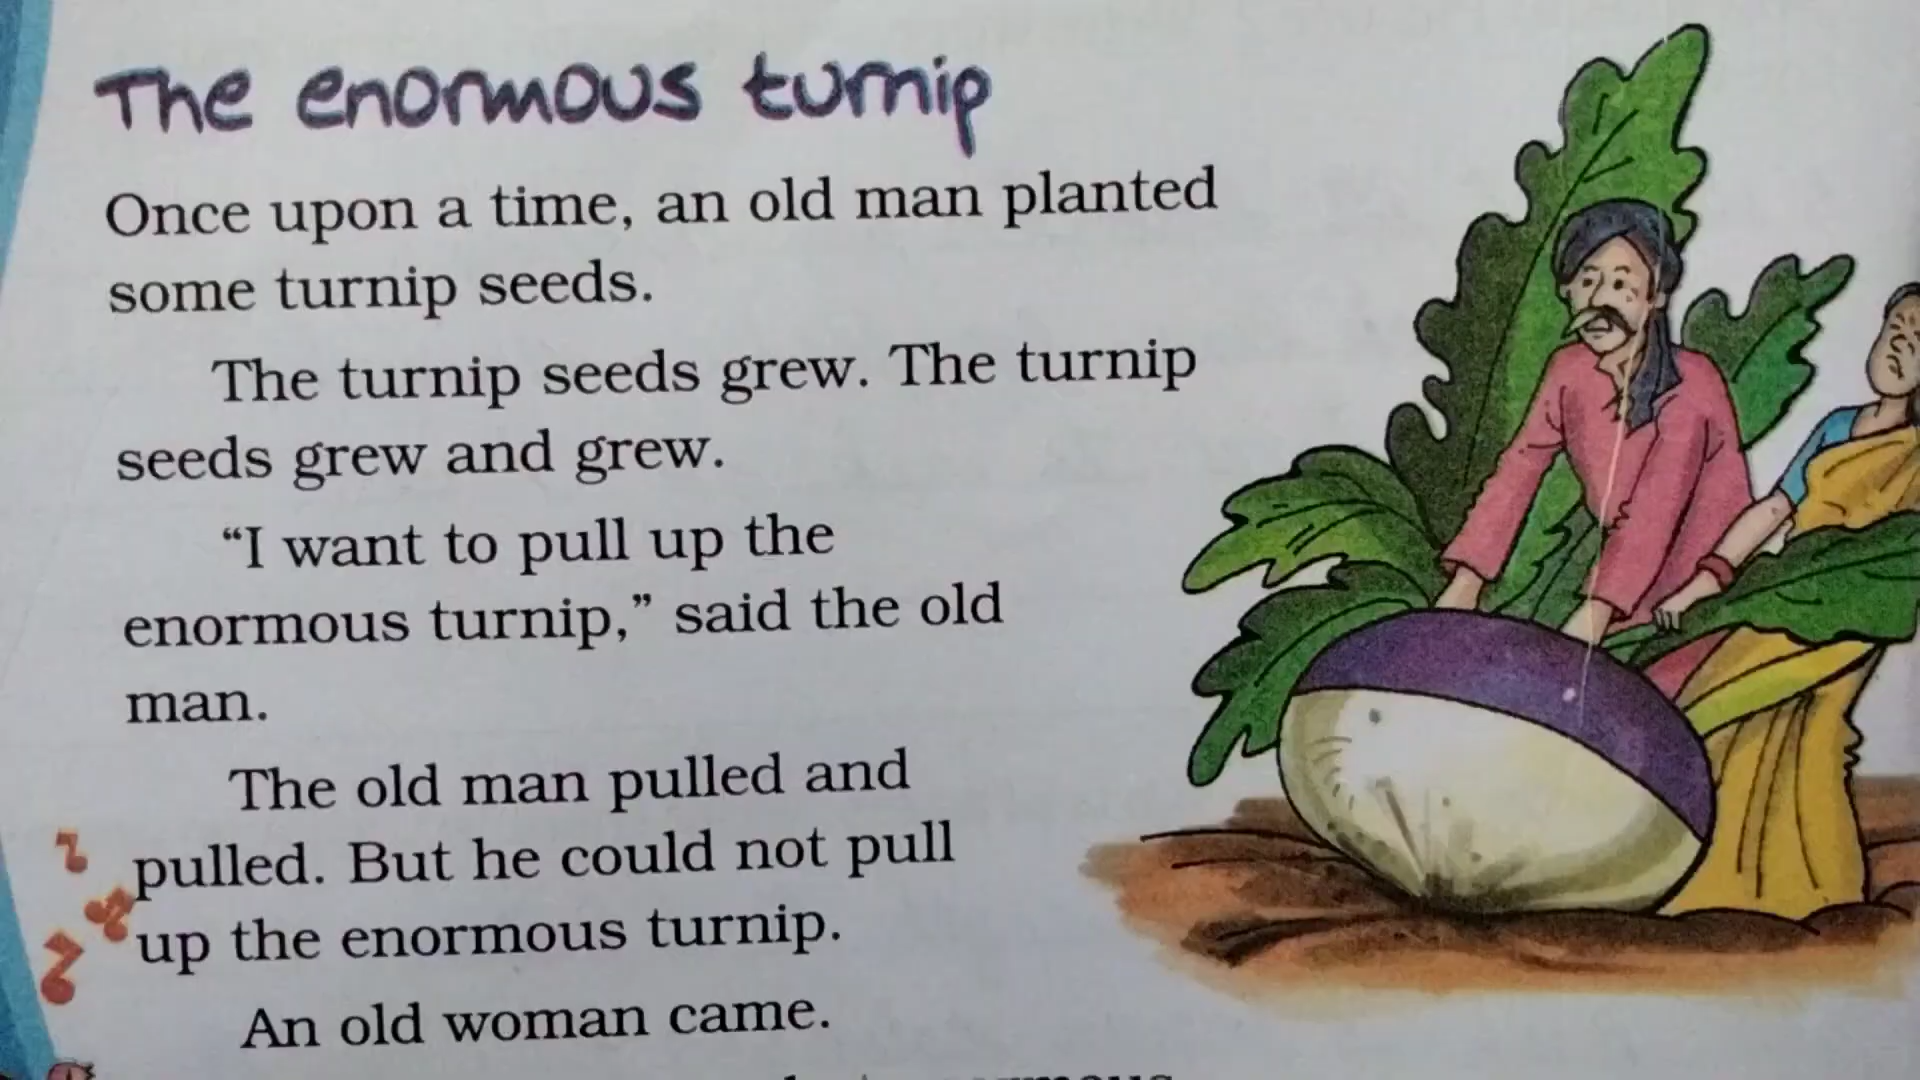 The enormous turnip
Once upon a time, an old man planted
some turnip seeds.
The turnip seeds grew. The turnip
seeds grew and grew.
“I want to pull up the
enormous turnip,” said the old
man.
The old man pulled and
pulled. But he could not pull
up the enormous turnip.
An old woman came.